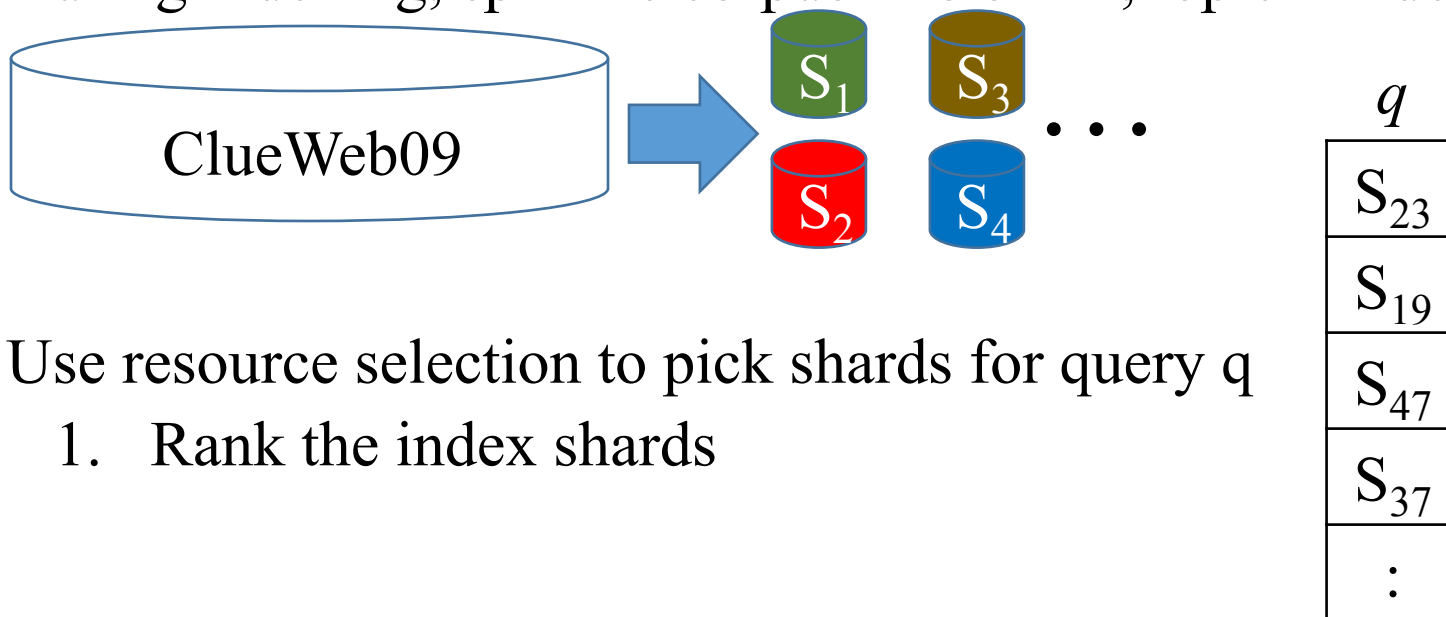 ClueWeb09
S1
S3
S2
S4
. . .
Use resource selection to pick shards for query q
1. Rank the index shards
q
S23
S19
S47
S37
: